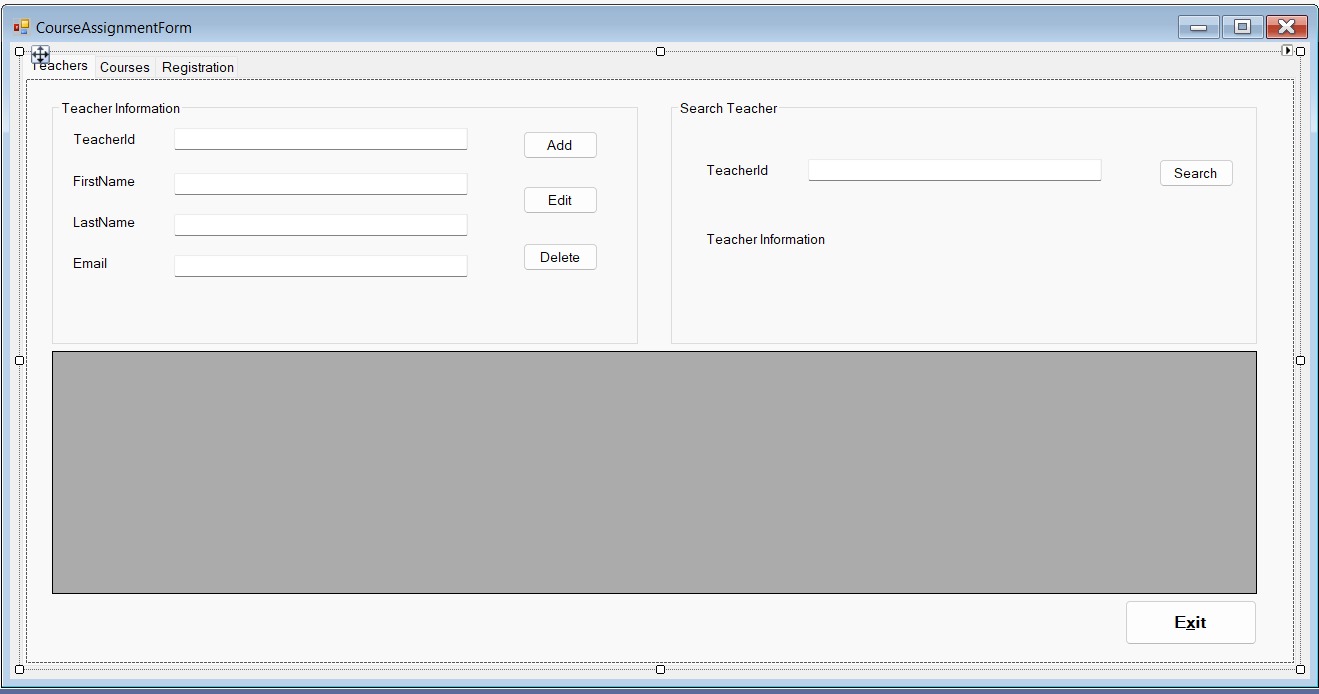 CourseAssignmentForm
Teachers Courses Registration
Teacher Information
TeacherId
Add
FirstName
Edit
LastName
Email
Delete
Search Teacher
TeacherId
Search
Teacher Information
Exit